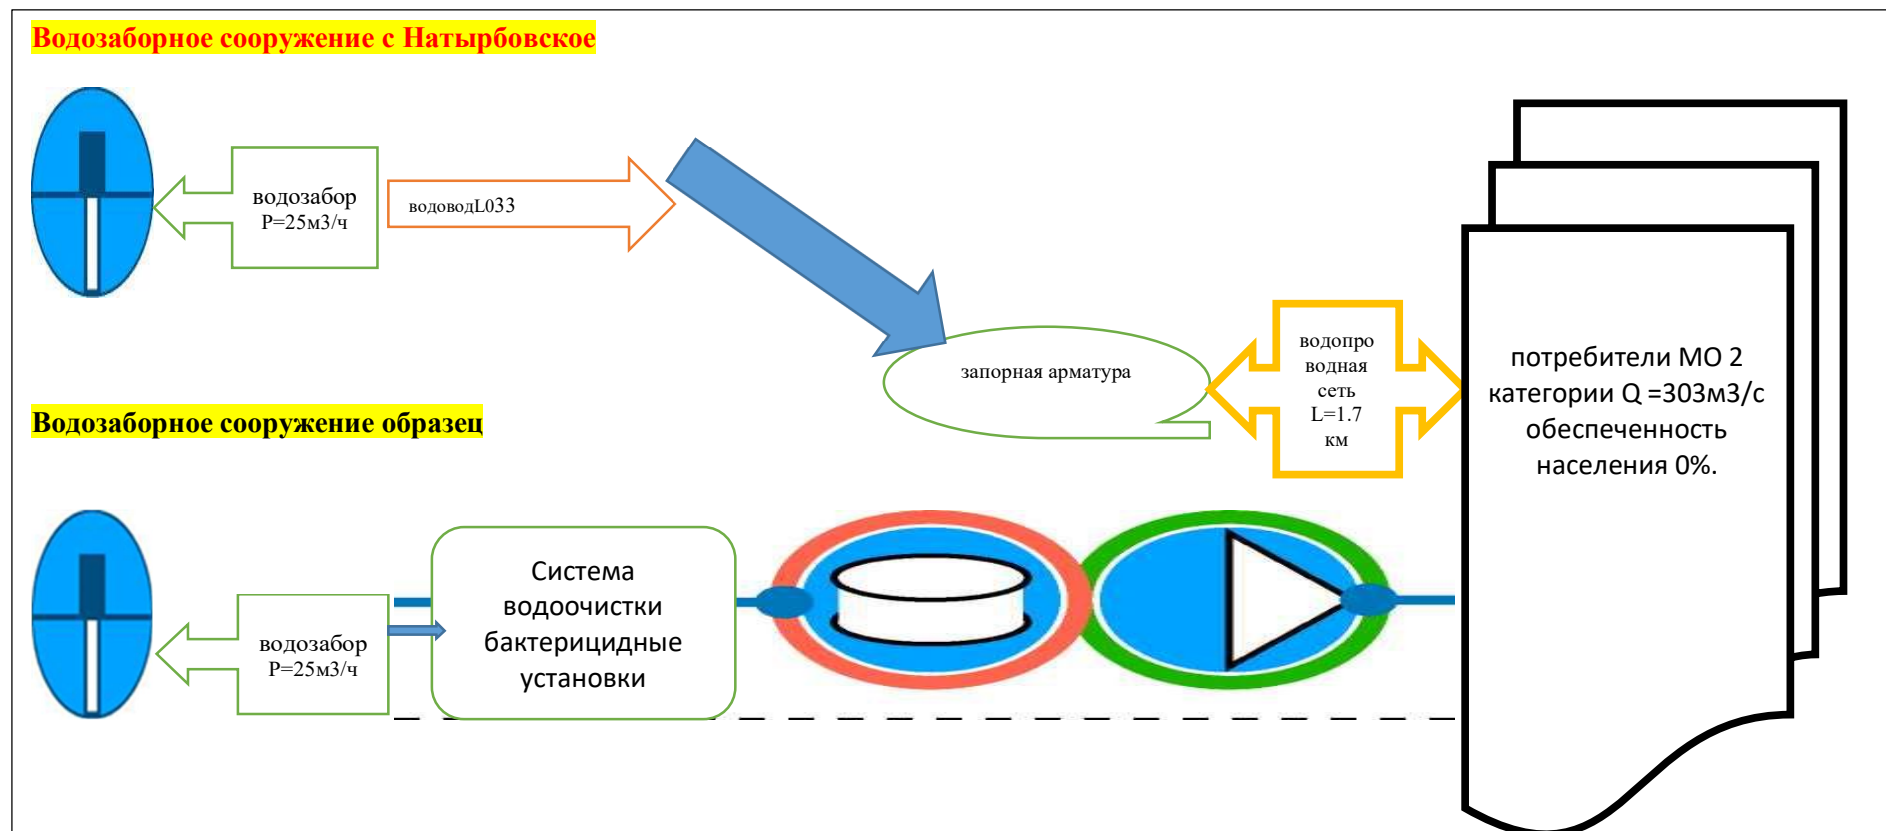 Водозаборное сооружение с Натырбовское
водозабор
Р=25м3/ч
водоводL033
запорная арматура
водопро
водная
сеть
L=1.7
км
потребители МО 2
категории Q =303м3/с
обеспеченность
населения 0%.
Водозаборное сооружение образец
водозабор
Р=25м3/ч
Система
водоочистки
бактерицидные
установки